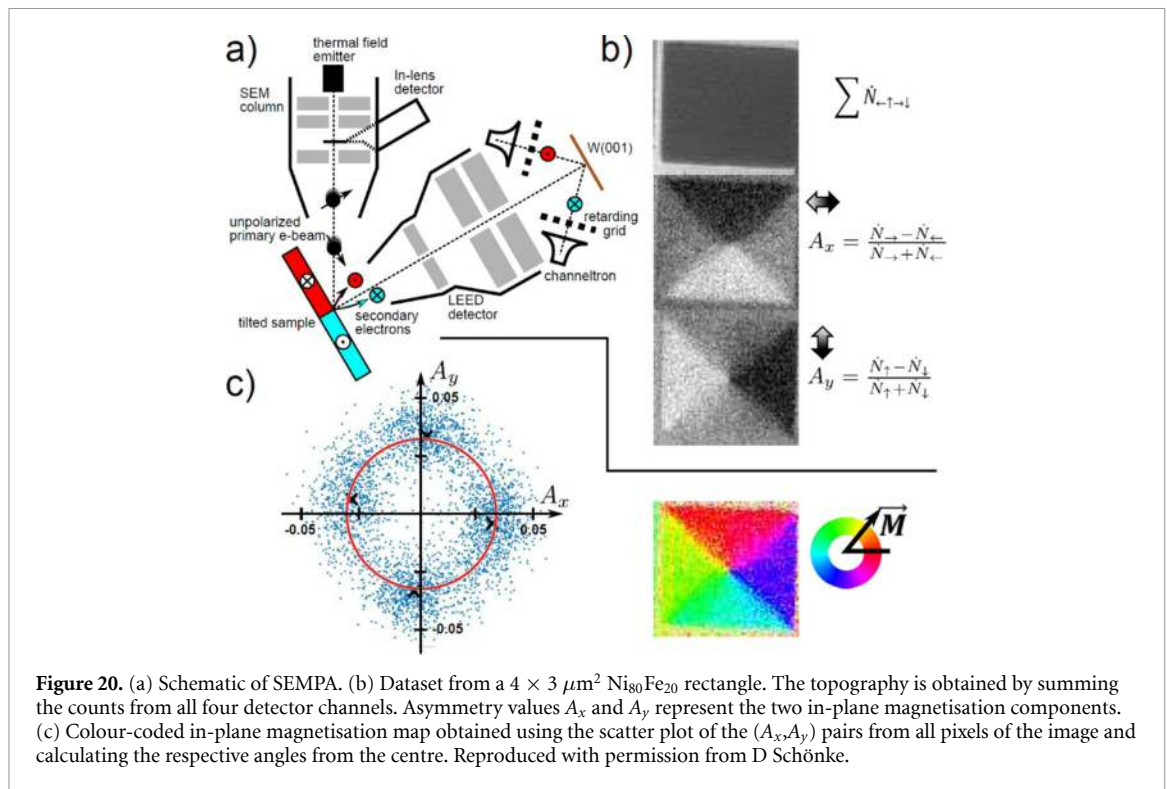 a)
thermal field
emitter
SEM
column
In-lens
detector
W(001)
unpolarized
primary e-beam
retarding
grid
channeltron
LEED
detector
tilted sample
secondary
electrons
b)
∑ Ṅ←↑→↓
Aₓ = (Ṅ→ − Ṅ←) / (Ṅ→ + Ṅ←)
A_y = (Ṅ↑ − Ṅ↓) / (Ṅ↑ + Ṅ↓)
c)
A_y
0.05
Aₓ
-0.05
0.05
-0.05
M⃗
Figure 20. (a) Schematic of SEMPA. (b) Dataset from a 4 × 3 μm² Ni₈₀Fe₂₀ rectangle. The topography is obtained by summing
the counts from all four detector channels. Asymmetry values Aₓ and A_y represent the two in-plane magnetisation components.
(c) Colour-coded in-plane magnetisation map obtained using the scatter plot of the (Aₓ,A_y) pairs from all pixels of the image and
calculating the respective angles from the centre. Reproduced with permission from D Schönke.